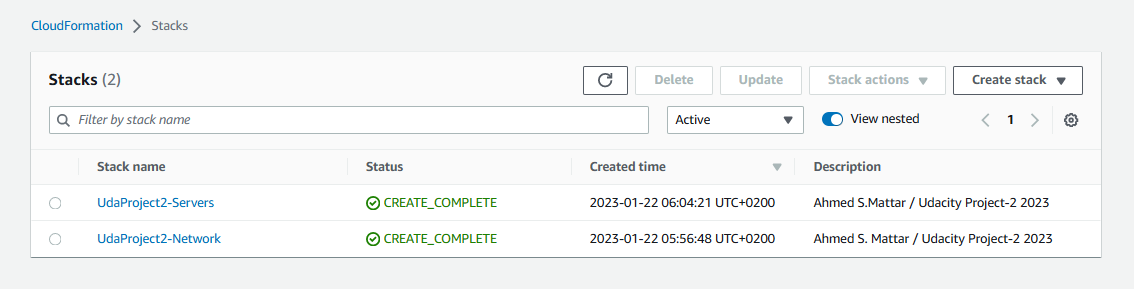 CloudFormation > Stacks
Stacks (2)
Delete
Update
Stack actions
Create stack
Filter by stack name
Active
View nested
1
Stack name Status Created time Description
UdaProject2-Servers CREATE_COMPLETE 2023-01-22 06:04:21 UTC+0200 Ahmed S.Mattar / Udacity Project-2 2023
UdaProject2-Network CREATE_COMPLETE 2023-01-22 05:56:48 UTC+0200 Ahmed S. Mattar / Udacity Project-2 2023